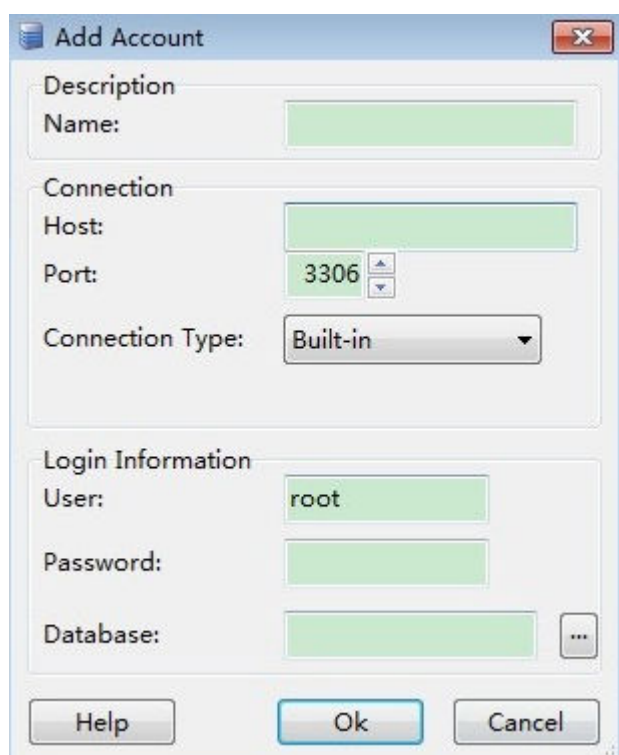 Add Account
Description
Name:
Connection
Host:
Port: 3306
Connection Type: Built-in
Login Information
User: root
Password:
Database: ...
Help Ok Cancel